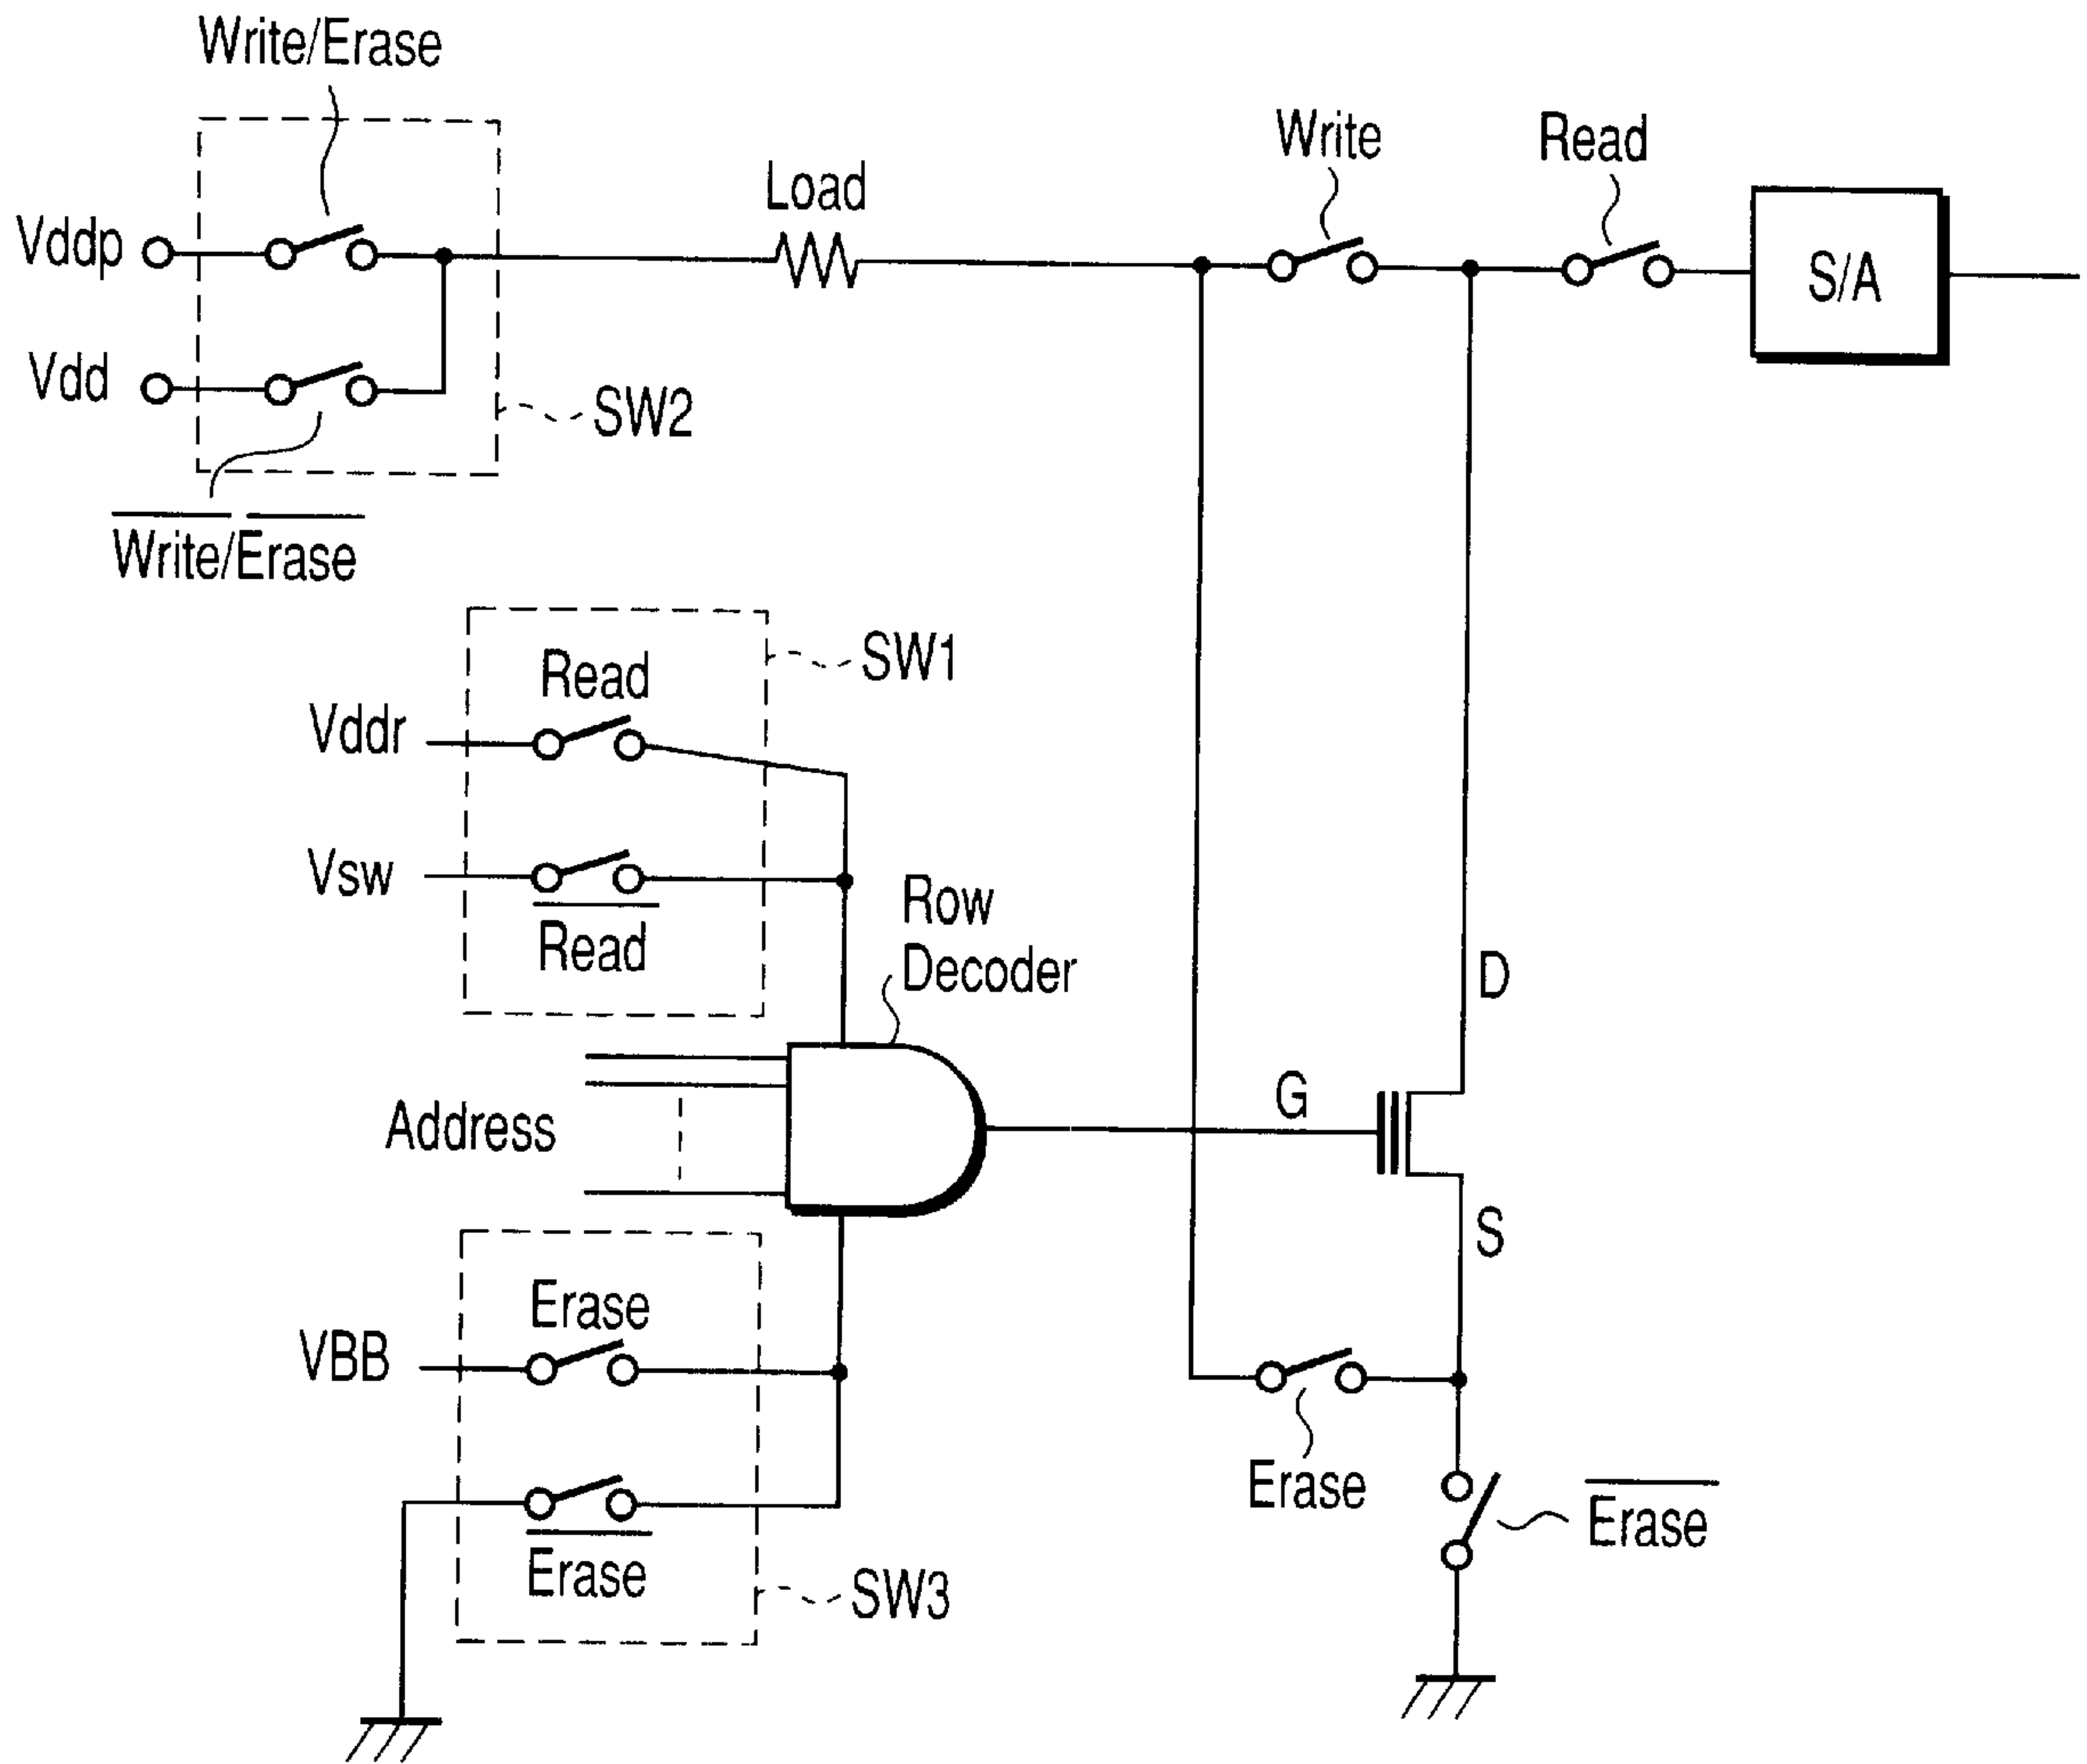 Write/Erase
Write
Read
Load
Vddp
S/A
Vdd
SW2
Write/Erase
SW1
Read
Vddr
Vsw
Row
Decoder
Read
D
G
Address
S
Erase
VBB
Erase
Erase
Erase
SW3